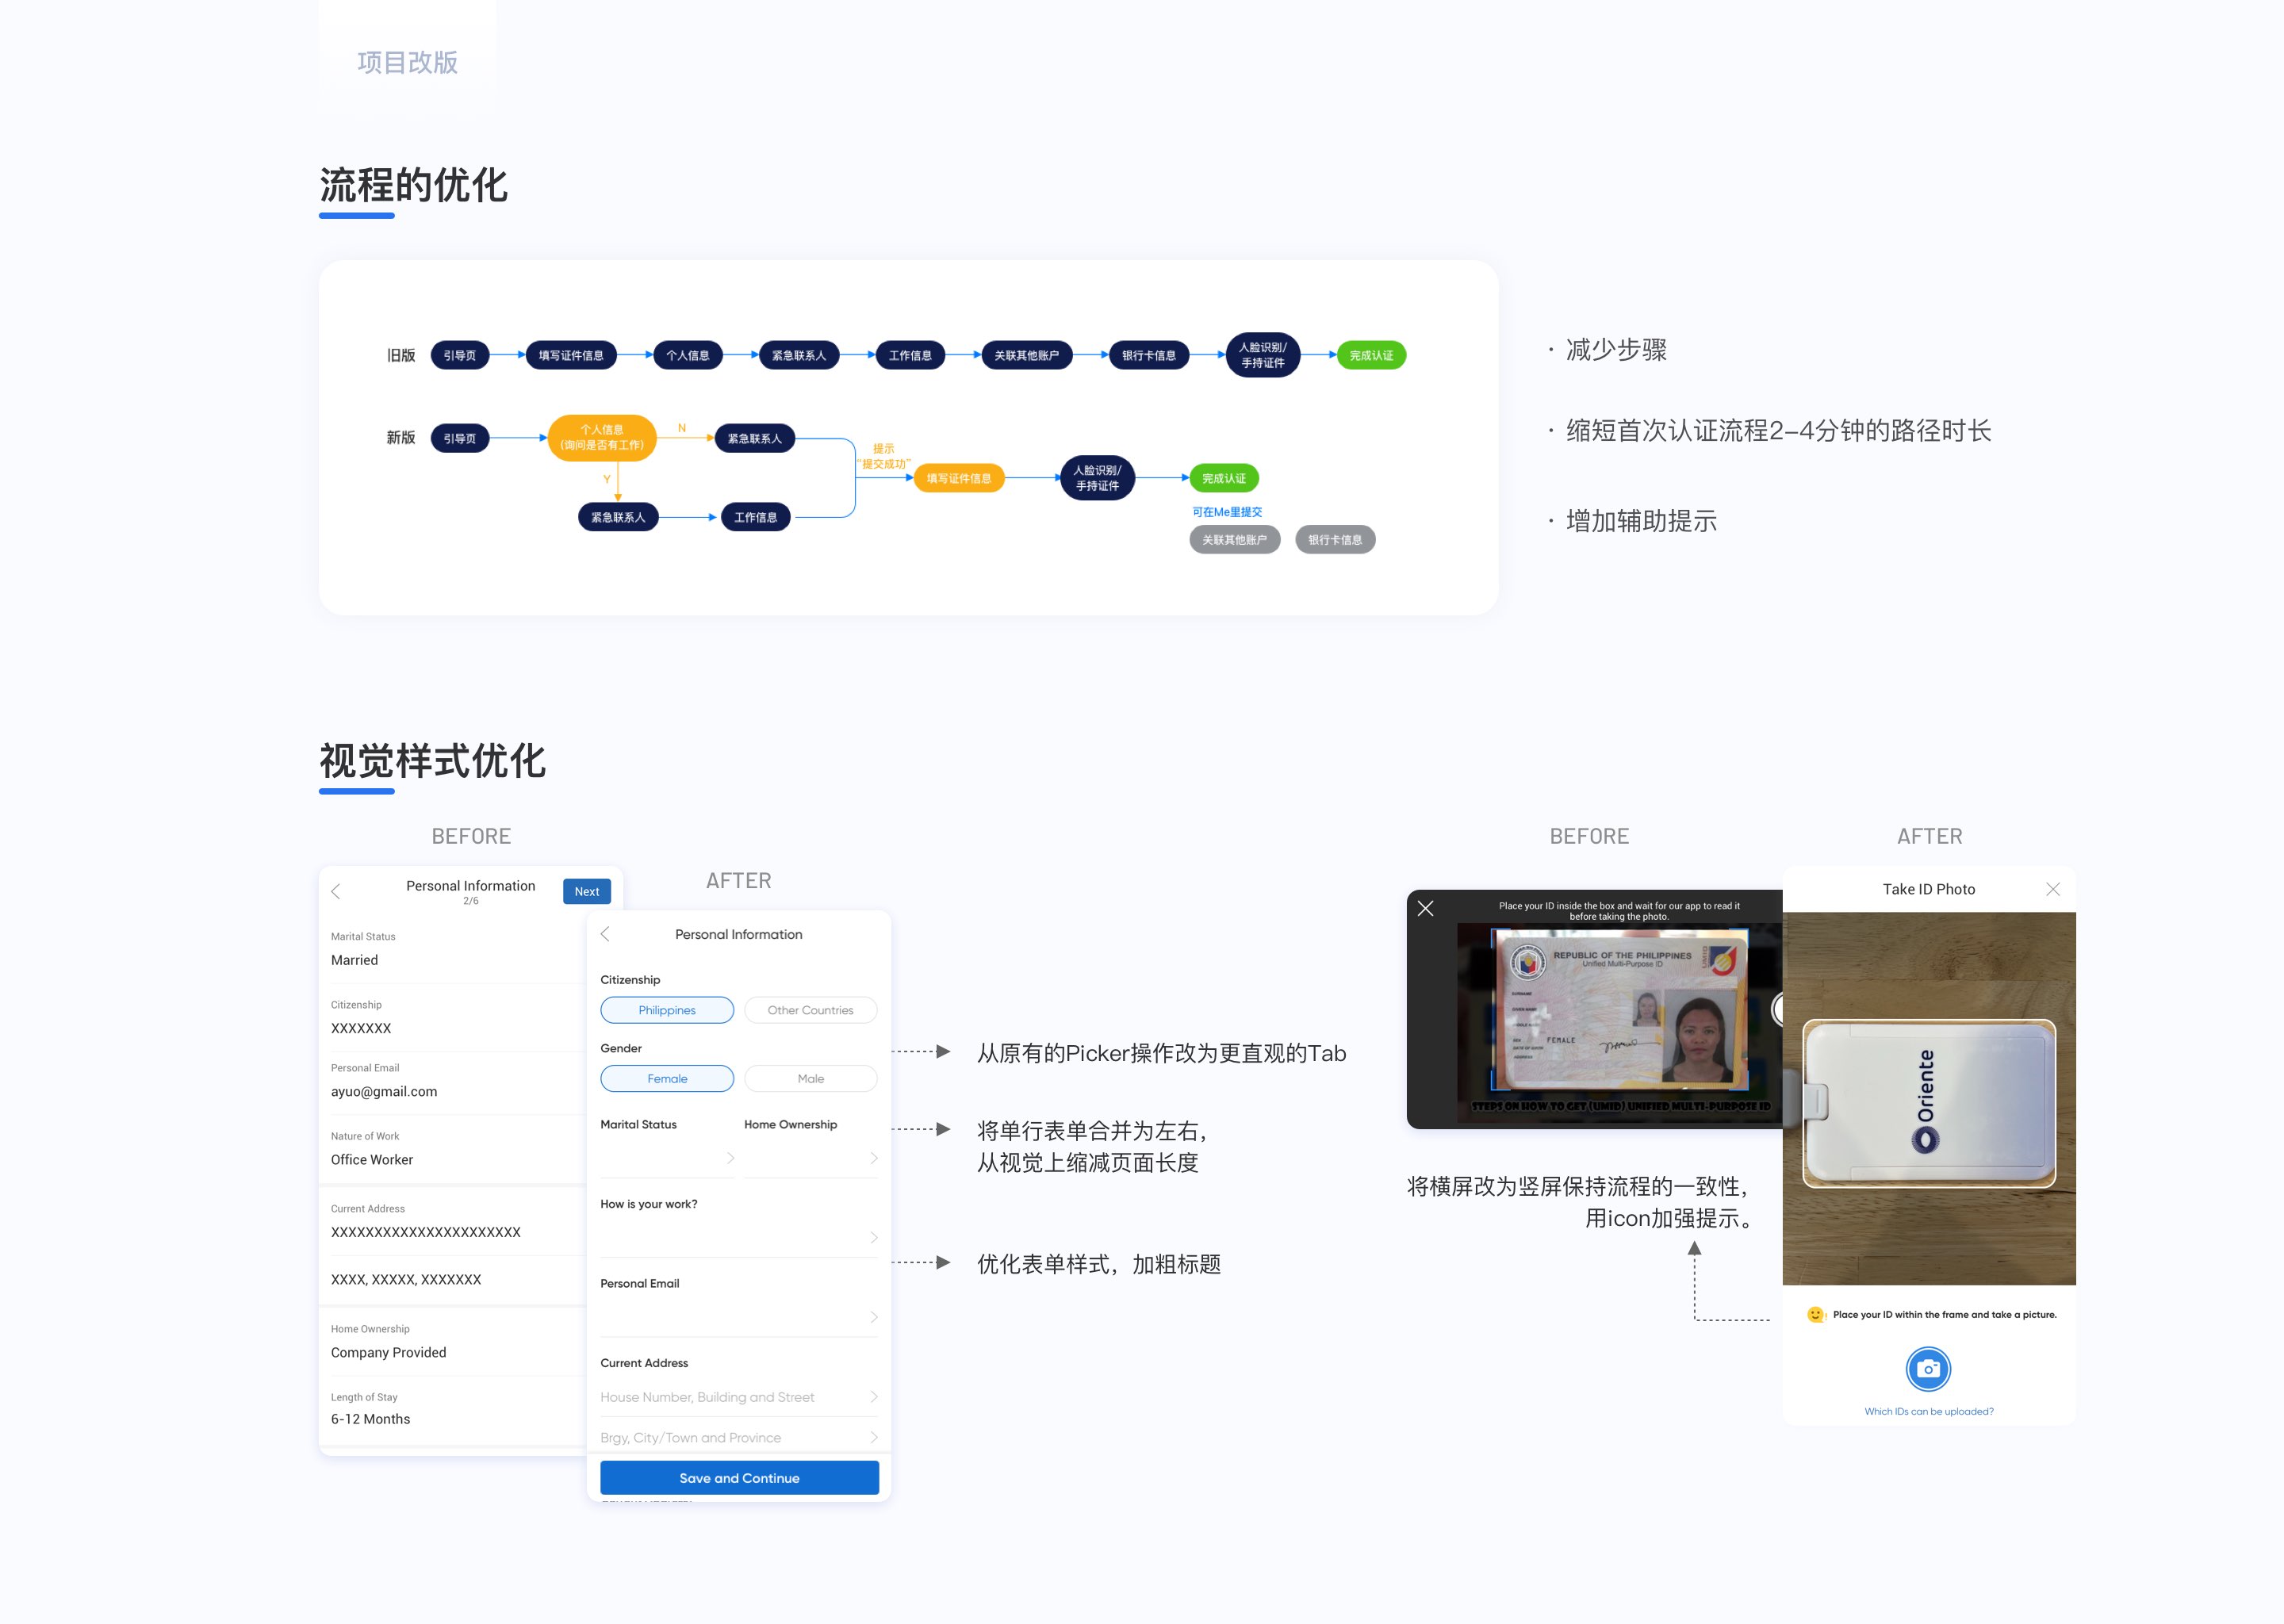 项目改版
流程的优化
旧版
引导页
填写证件信息
个人信息
紧急联系人
工作信息
关联其他账户
银行卡信息
人脸识别/
手持证件
完成认证
新版
引导页
个人信息
(询问是否有工作)
N
紧急联系人
Y
紧急联系人
工作信息
提示
“提交成功”
填写证件信息
人脸识别/
手持证件
完成认证
可在Me里提交
关联其他账户
银行卡信息
· 减少步骤
· 缩短首次认证流程2-4分钟的路径时长
· 增加辅助提示
视觉样式优化
BEFORE
Personal Information
2/6
Next
Marital Status
Married
Citizenship
XXXXXXX
Personal Email
ayuo@gmail.com
Nature of Work
Office Worker
Current Address
XXXXXXXXXXXXXXXXXXXXXX
XXXX, XXXXX, XXXXXXX
Home Ownership
Company Provided
Length of Stay
6-12 Months
AFTER
Personal Information
Citizenship
Philippines
Other Countries
Gender
Female
Male
Marital Status
Home Ownership
How is your work?
Personal Email
Current Address
House Number, Building and Street
Brgy, City/Town and Province
Save and Continue
从原有的Picker操作改为更直观的Tab
将单行表单合并为左右，
从视觉上缩减页面长度
优化表单样式，加粗标题
BEFORE
Place your ID inside the box and wait for our app to read it
before taking the photo.
REPUBLIC OF THE PHILIPPINES
Unified Multi-Purpose ID
UMID
FEMALE
STEPS ON HOW TO GET (UMID) UNIFIED MULTI-PURPOSE ID
将横屏改为竖屏保持流程的一致性，
用icon加强提示。
AFTER
Take ID Photo
Oriente
Place your ID within the frame and take a picture.
Which IDs can be uploaded?